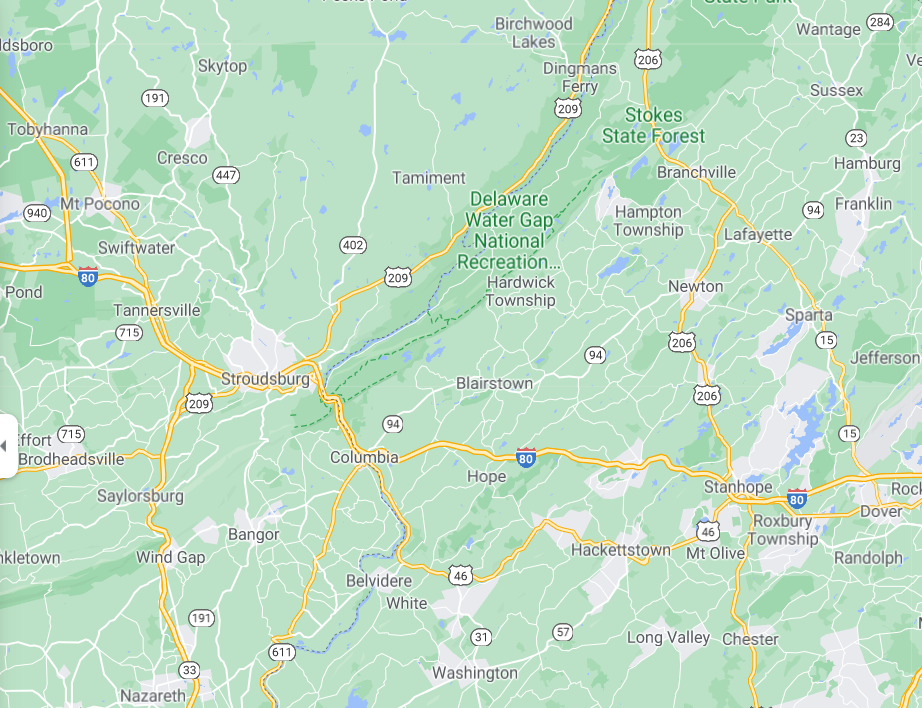 State Park
Birchwood
Lakes
Wantage
284
ldsboro
Skytop
206
Dingmans
Ferry
191
209
Sussex
Stokes
State Forest
Tobyhanna
23
611
Cresco
Hamburg
447
Tamiment
Branchville
Delaware
Water Gap
National
Recreation...
940
Mt Pocono
Hampton
Township
94
Franklin
Swiftwater
402
Lafayette
80
209
Hardwick
Township
Pond
Newton
Tannersville
Sparta
715
206
15
94
Jefferson
Stroudsburg
Blairstown
209
206
94
715
15
ffort
Brodheadsville
Columbia
80
Hope
Saylorsburg
Stanhope
80
Rock
Dover
Bangor
46
Roxbury
Township
Hackettstown
Mt Olive
nkletown
Wind Gap
Randolph
Belvidere
46
White
191
31
57
Long Valley
Chester
611
33
Washington
Nazareth